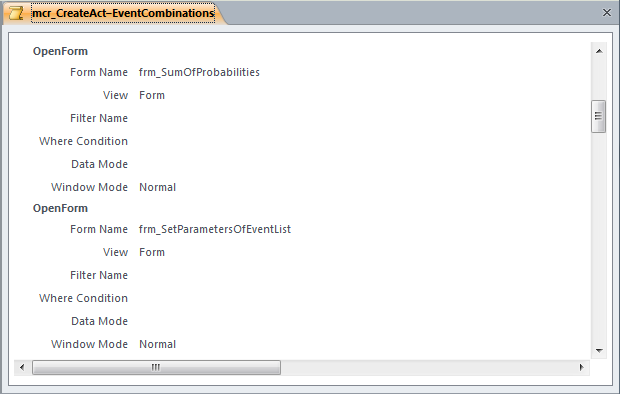 mcr_CreateAct–EventCombinations
OpenForm
Form Name frm_SumOfProbabilities
View Form
Filter Name
Where Condition
Data Mode
Window Mode Normal
OpenForm
Form Name frm_SetParametersOfEventList
View Form
Filter Name
Where Condition
Data Mode
Window Mode Normal